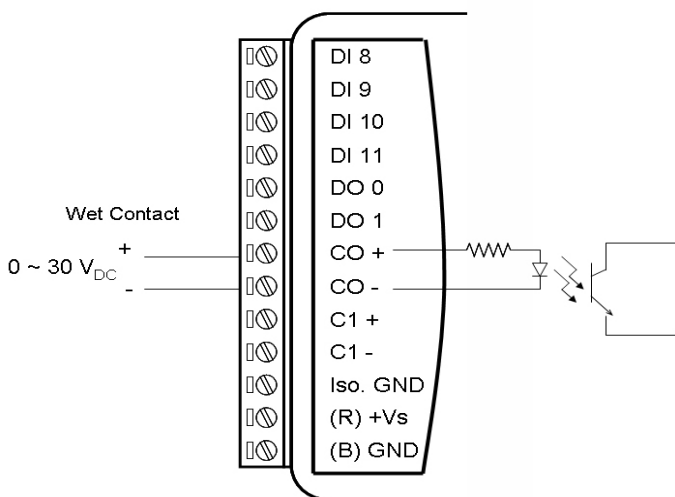 DI 8
DI 9
DI 10
DI 11
DO 0
DO 1
Wet Contact
+
0 ~ 30 VDC
-
CO +
CO -
C1 +
C1 -
Iso. GND
(R) +Vs
(B) GND